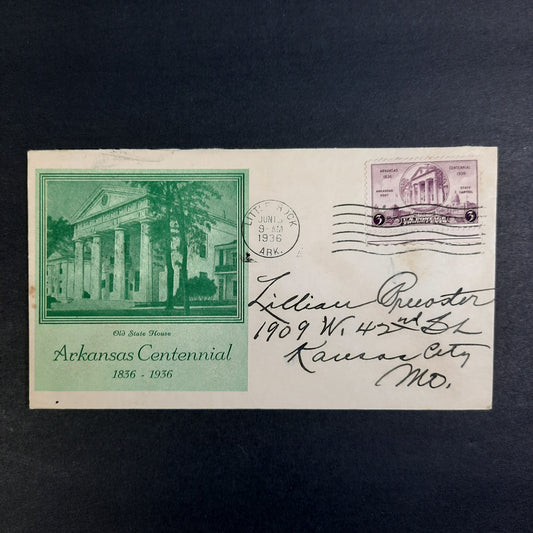 Old State House
Arkansas Centennial
1836 - 1936
LITTLE ROCK
JUN 15
9 - AM
1936
ARK.
ARKANSAS 1836
CENTENNIAL 1936
ARKANSAS POST
STATE CAPITOL
3
3
Lillian Brewster
1909 W. 42nd St
Kansas City
Mo.